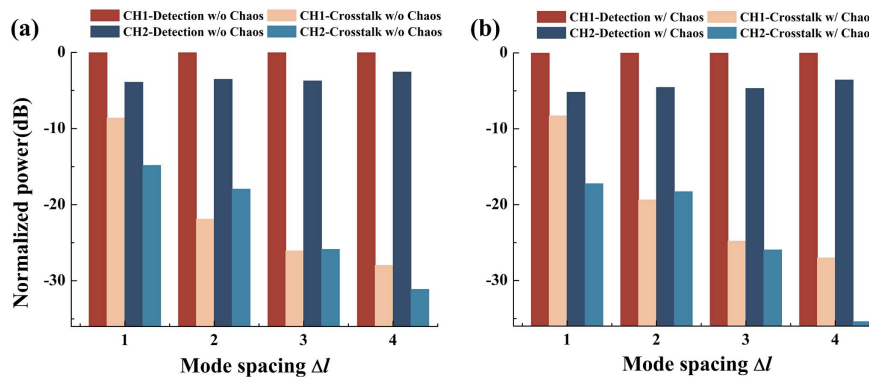 (a)
CH1-Detection w/o Chaos CH1-Crosstalk w/o Chaos
CH2-Detection w/o Chaos CH2-Crosstalk w/o Chaos
0
-10
-20
-30
Normalized power(dB)
1 2 3 4
Mode spacing Δl
(b)
CH1-Detection w/ Chaos CH1-Crosstalk w/ Chaos
CH2-Detection w/ Chaos CH2-Crosstalk w/ Chaos
0
-10
-20
-30
1 2 3 4
Mode spacing Δl